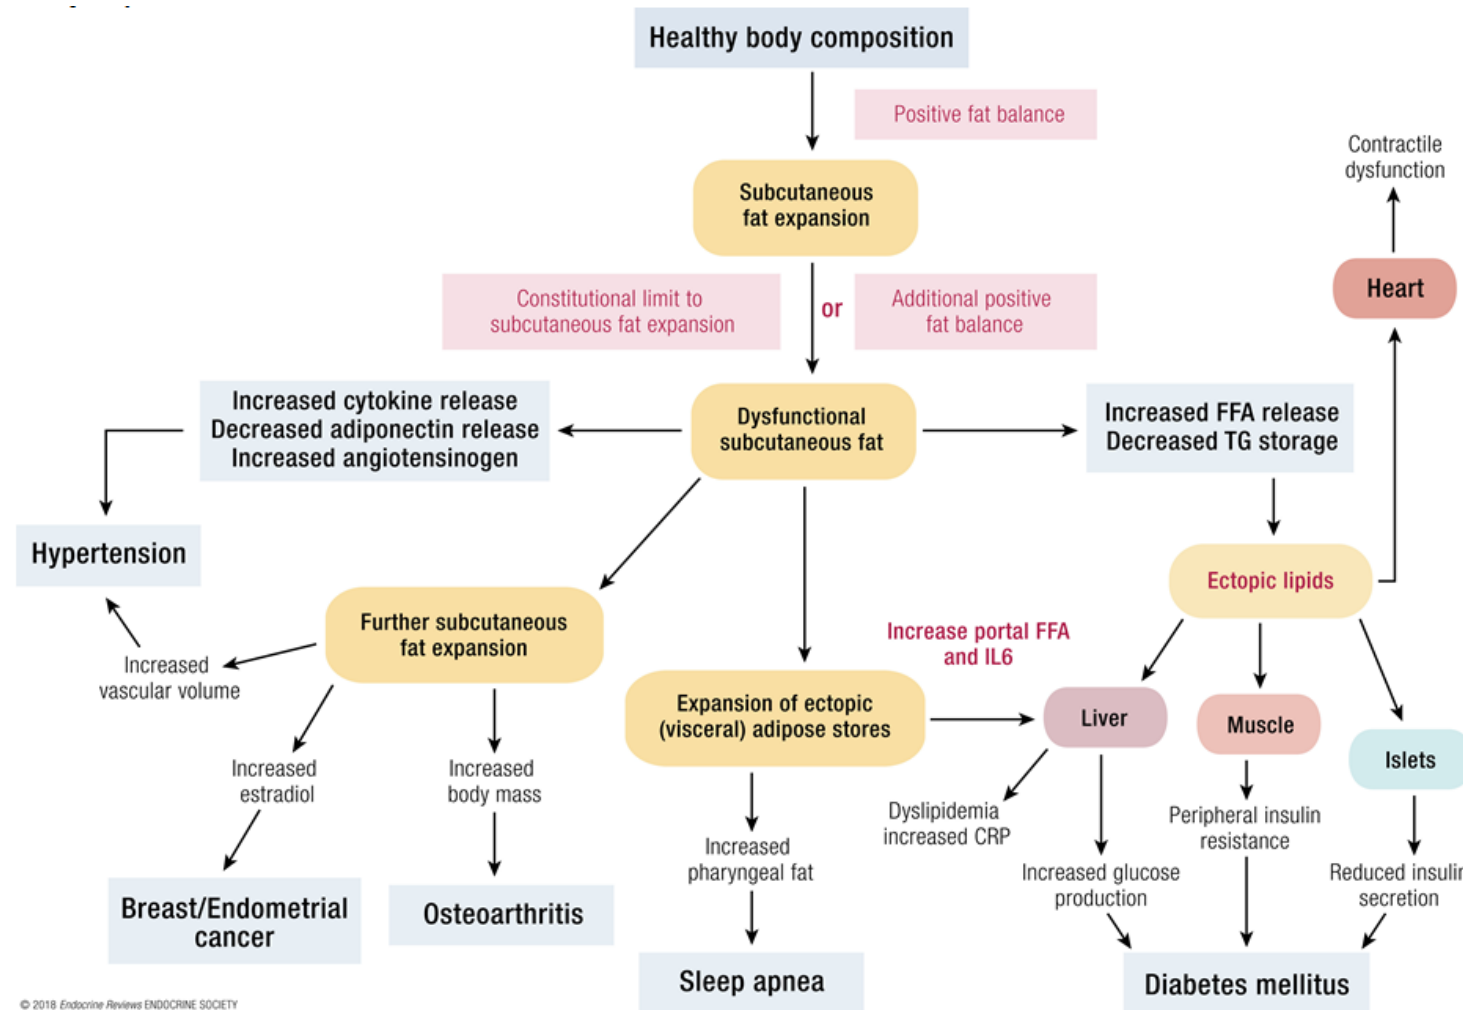 Healthy body composition
Positive fat balance
Contractile
dysfunction
Subcutaneous
fat expansion
Heart
Constitutional limit to
subcutaneous fat expansion
or
Additional positive
fat balance
Increased cytokine release
Decreased adiponectin release
Increased angiotensinogen
Dysfunctional
subcutaneous fat
Increased FFA release
Decreased TG storage
Hypertension
Ectopic lipids
Further subcutaneous
fat expansion
Increase portal FFA
and IL6
Increased
vascular volume
Expansion of ectopic
(visceral) adipose stores
Liver
Muscle
Islets
Increased
estradiol
Increased
body mass
Dyslipidemia
increased CRP
Peripheral insulin
resistance
Increased
pharyngeal fat
Increased glucose
production
Reduced insulin
secretion
Breast/Endometrial
cancer
Osteoarthritis
Sleep apnea
Diabetes mellitus
© 2018 Endocrine Reviews ENDOCRINE SOCIETY